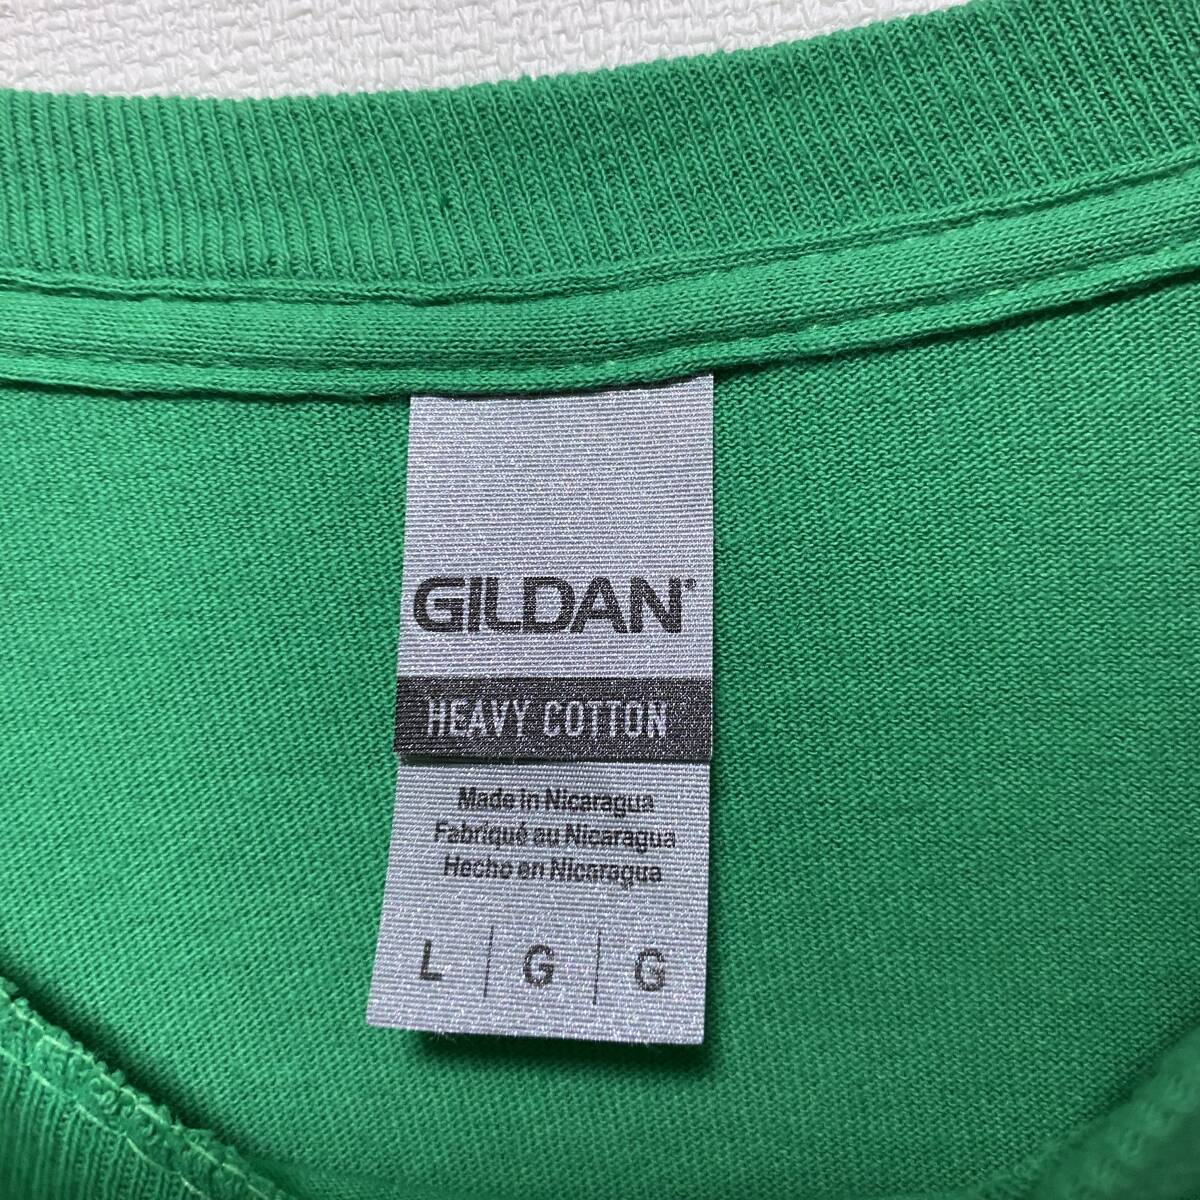 GILDAN®
HEAVY COTTON
Made in Nicaragua
Fabriqué au Nicaragua
Hecho en Nicaragua
L | G | G